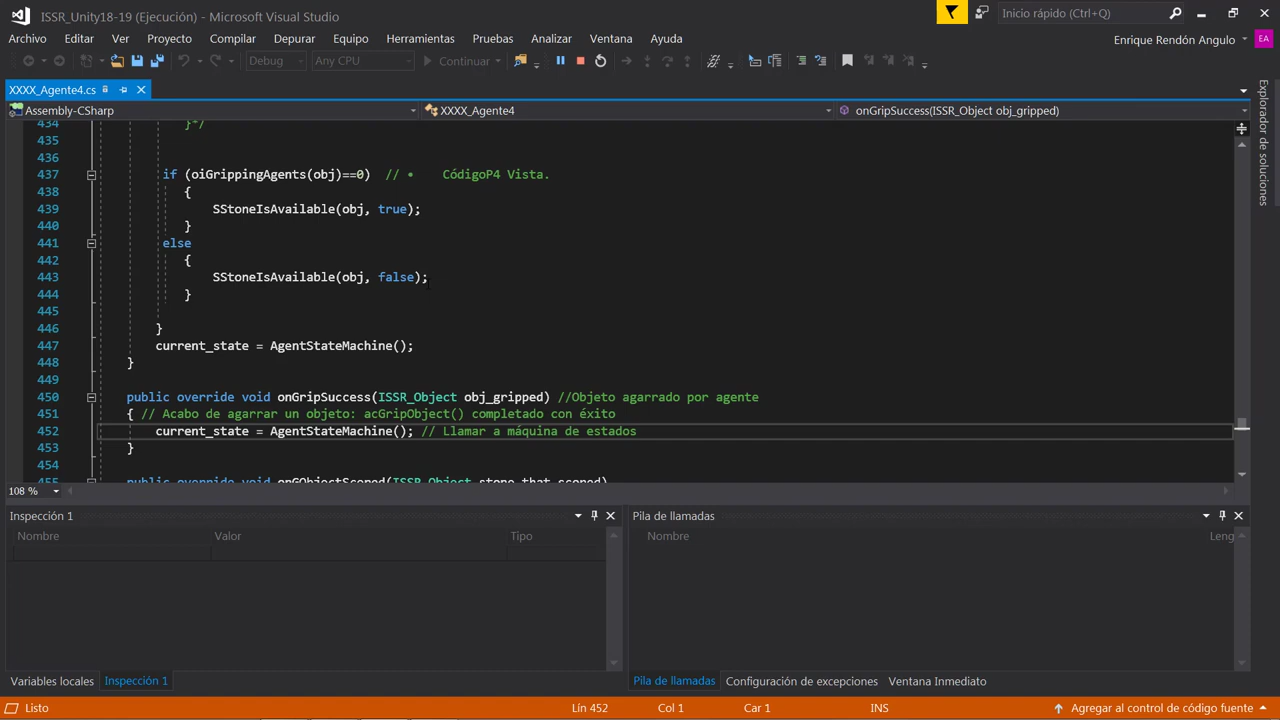 ISSR_Unity18-19 (Ejecución) - Microsoft Visual Studio
Inicio rápido (Ctrl+Q)
Archivo Editar Ver Proyecto Compilar Depurar Equipo Herramientas Pruebas Analizar Ventana Ayuda
Enrique Rendón Angulo EA
Debug Any CPU Continuar
XXXX_Agente4.cs
Assembly-CSharp XXXX_Agente4 onGripSuccess(ISSR_Object obj_gripped)
Explorador de soluciones
434 }*/
435
436
437 if (oiGrippingAgents(obj)==0) // • CódigoP4 Vista.
438 {
439 SStoneIsAvailable(obj, true);
440 }
441 else
442 {
443 SStoneIsAvailable(obj, false);
444 }
445
446 }
447 current_state = AgentStateMachine();
448 }
449
450 public override void onGripSuccess(ISSR_Object obj_gripped) //Objeto agarrado por agente
451 { // Acabo de agarrar un objeto: acGripObject() completado con éxito
452 current_state = AgentStateMachine(); // Llamar a máquina de estados
453 }
454
455 public override void onGObjectScored(ISSR_Object stone_that_scored)
108 %
Inspección 1
Nombre Valor Tipo
Pila de llamadas
Nombre Leng
Variables locales Inspección 1
Pila de llamadas Configuración de excepciones Ventana Inmediato
Listo Lín 452 Col 1 Car 1 INS Agregar al control de código fuente